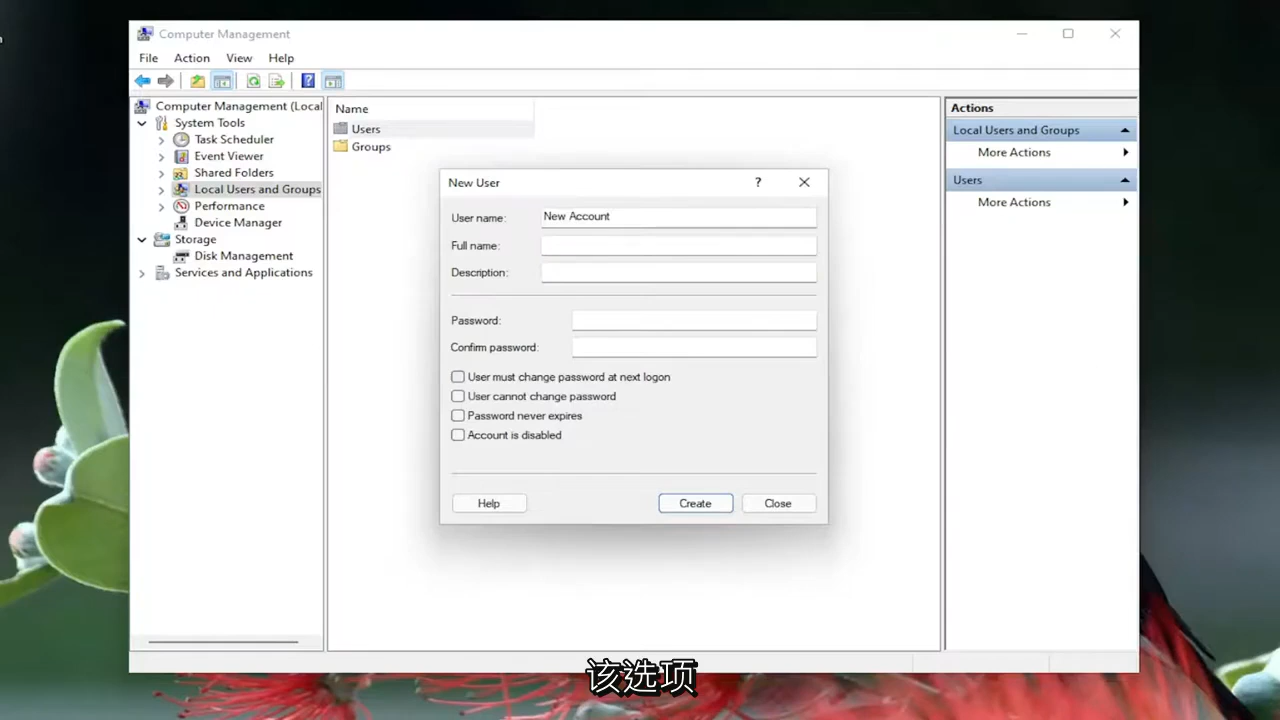 Computer Management
File Action View Help
Computer Management (Local
System Tools
Task Scheduler
Event Viewer
Shared Folders
Local Users and Groups
Performance
Device Manager
Storage
Disk Management
Services and Applications
Name
Users
Groups
New User
?
User name: New Account
Full name:
Description:
Password:
Confirm password:
User must change password at next logon
User cannot change password
Password never expires
Account is disabled
Help Create Close
Actions
Local Users and Groups
More Actions
Users
More Actions
该选项